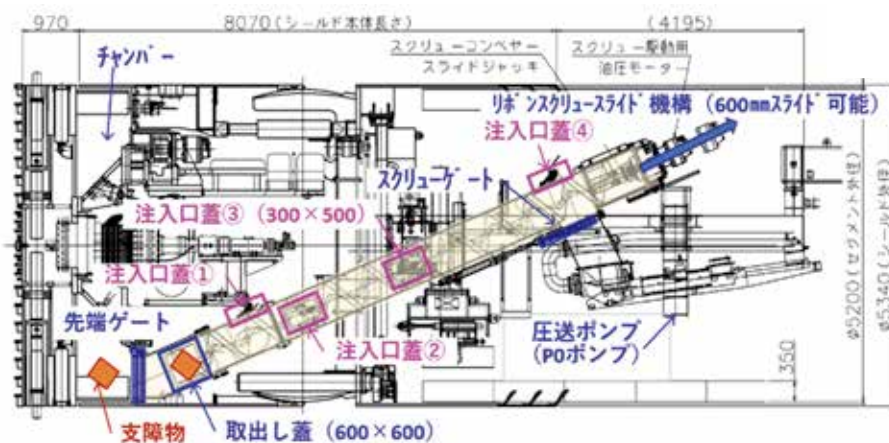 970
8070(シールド本体長さ)
(4195)
スクリューコンベヤー
スライドジャッキ
スクリュー駆動用
油圧モーター
チャンバー
リボンスクリュースライド機構（600mmスライド可能）
注入口蓋④
スクリューゲート
注入口蓋③（300×500）
注入口蓋①
先端ゲート
注入口蓋②
圧送ポンプ
（POポンプ）
支障物
取出し蓋（600×600）
350
φ5200(セグメント外径)
φ5340(シールド外径)